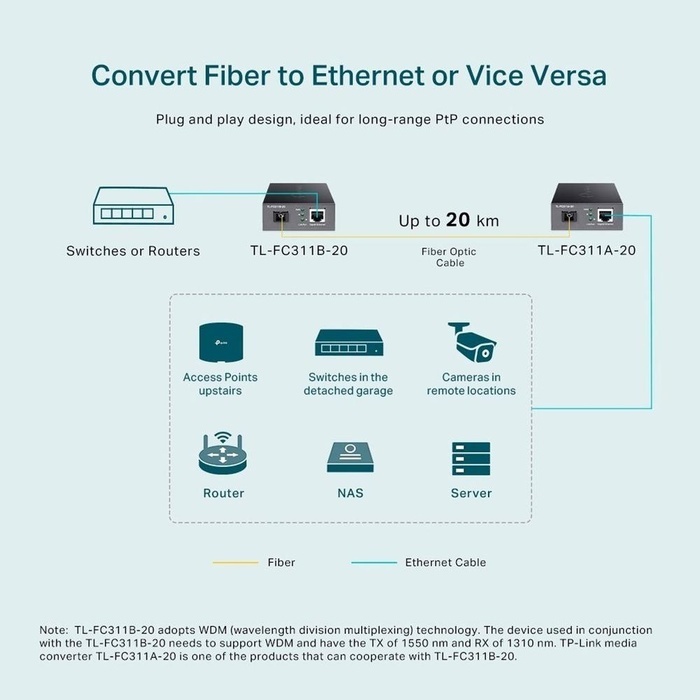 Convert Fiber to Ethernet or Vice Versa
Plug and play design, ideal for long-range PtP connections
Switches or Routers
TL-FC311B-20
Up to 20 km
Fiber Optic
Cable
TL-FC311A-20
Access Points
upstairs
Switches in the
detached garage
Cameras in
remote locations
Router
NAS
Server
Fiber
Ethernet Cable
Note: TL-FC311B-20 adopts WDM (wavelength division multiplexing) technology. The device used in conjunction
with the TL-FC311B-20 needs to support WDM and have the TX of 1550 nm and RX of 1310 nm. TP-Link media
converter TL-FC311A-20 is one of the products that can cooperate with TL-FC311B-20.